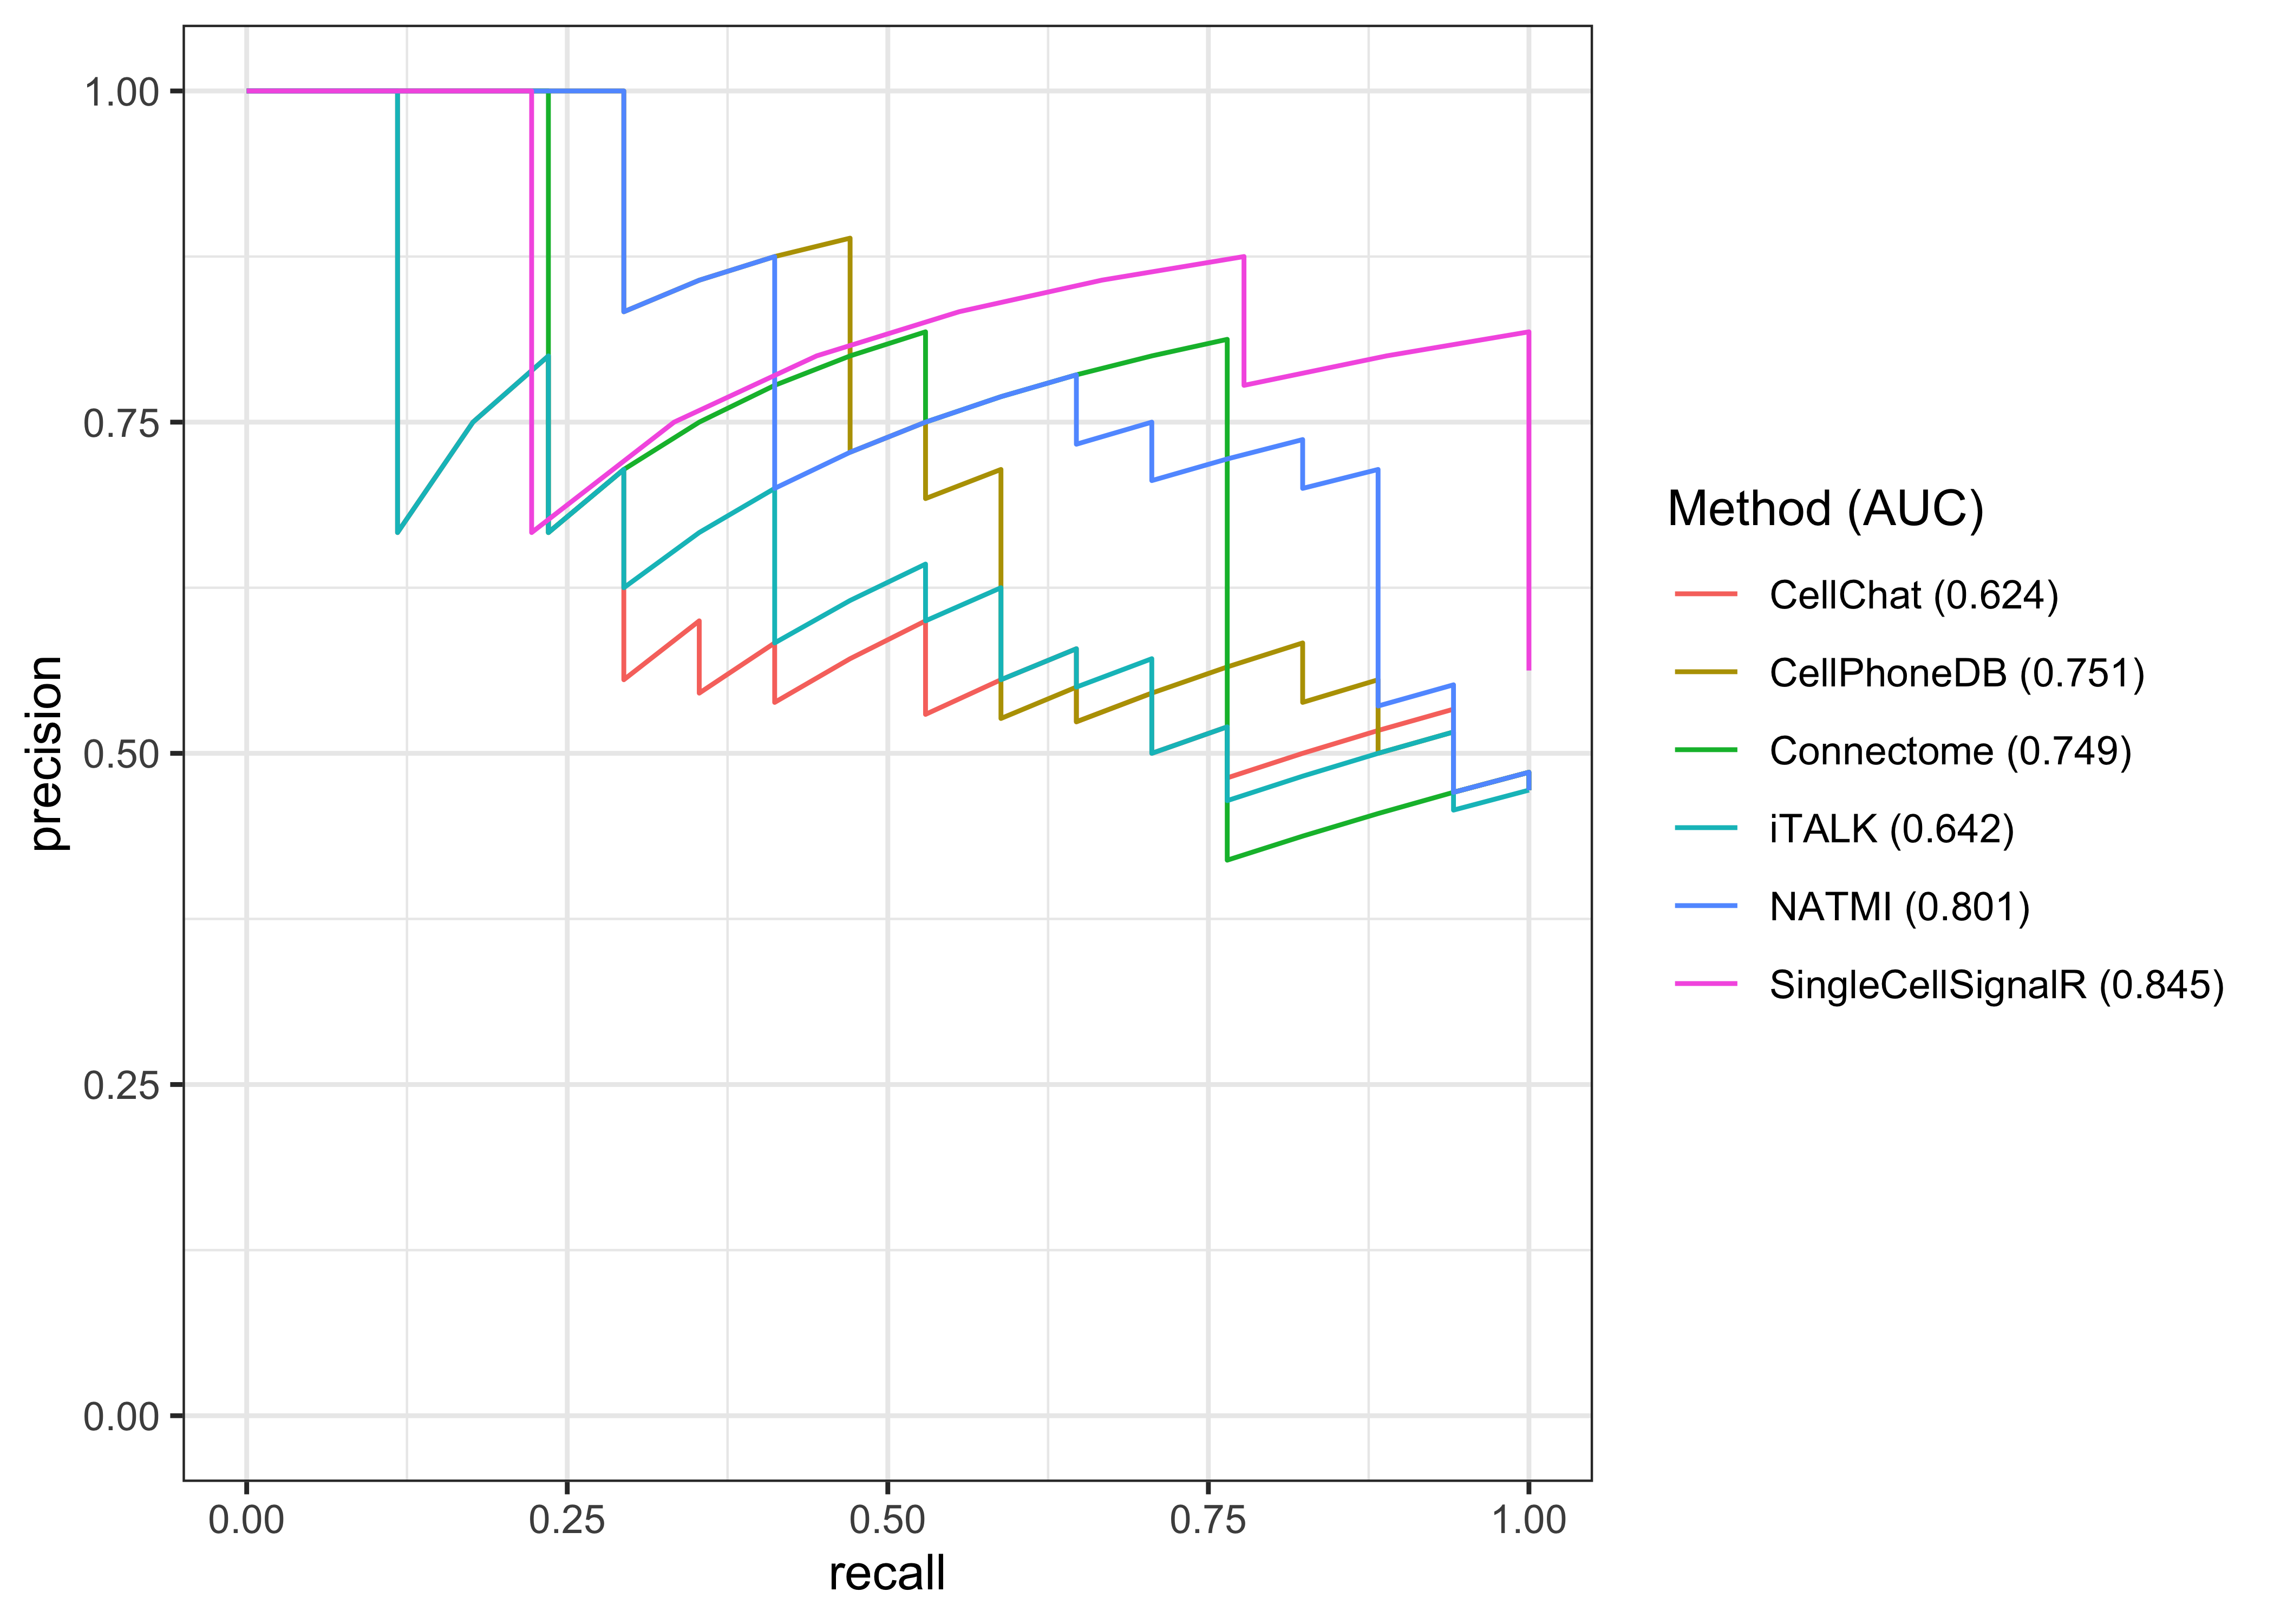 1.00
0.75
0.50
0.25
0.00
precision
0.00
0.25
0.50
0.75
1.00
recall
Method (AUC)
CellChat (0.624)
CellPhoneDB (0.751)
Connectome (0.749)
iTALK (0.642)
NATMI (0.801)
SingleCellSignalR (0.845)